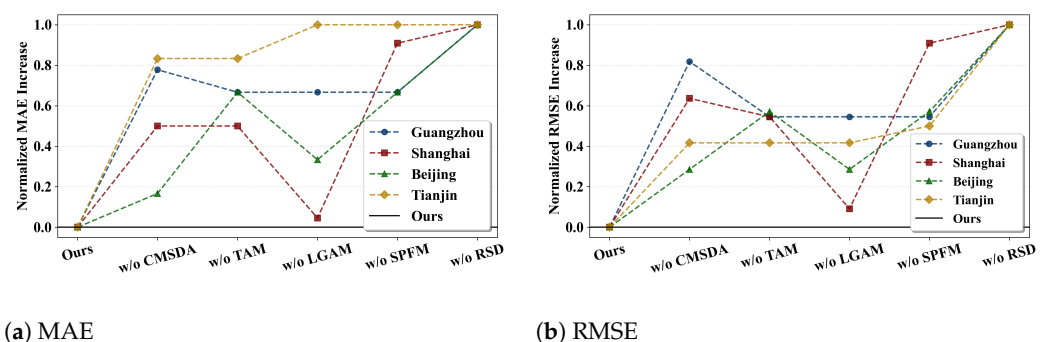 Normalized MAE Increase
1.0
0.8
0.6
0.4
0.2
0.0
Guangzhou
Shanghai
Beijing
Tianjin
Ours
Ours
w/o CMSDA
w/o TAM
w/o LGAM
w/o SPFM
w/o RSD
(a) MAE
Normalized RMSE Increase
1.0
0.8
0.6
0.4
0.2
0.0
Guangzhou
Shanghai
Beijing
Tianjin
Ours
Ours
w/o CMSDA
w/o TAM
w/o LGAM
w/o SPFM
w/o RSD
(b) RMSE